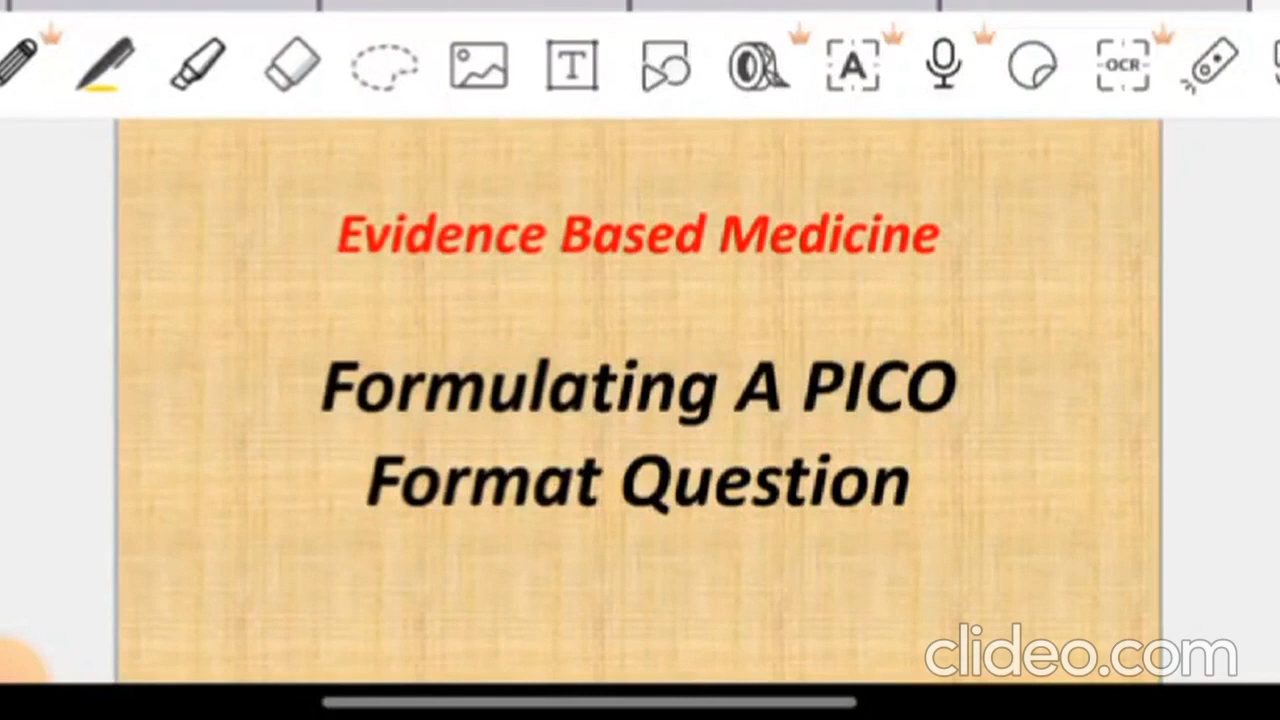 T
A
OCR
Evidence Based Medicine
Formulating A PICO
Format Question
clideo.com